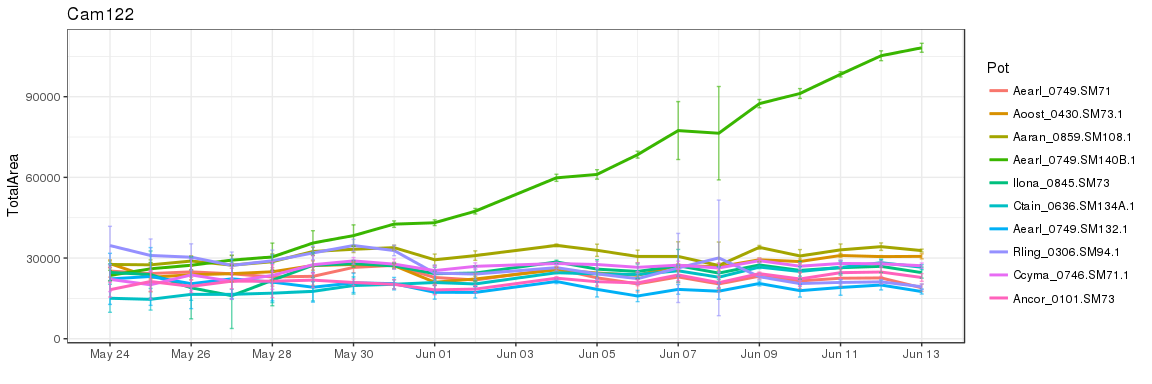 Cam122
TotalArea
90000
60000
30000
0
May 24
May 26
May 28
May 30
Jun 01
Jun 03
Jun 05
Jun 07
Jun 09
Jun 11
Jun 13
Pot
Aearl_0749.SM71
Aoost_0430.SM73.1
Aaran_0859.SM108.1
Aearl_0749.SM140B.1
Ilona_0845.SM73
Ctain_0636.SM134A.1
Aearl_0749.SM132.1
Rling_0306.SM94.1
Ccyma_0746.SM71.1
Ancor_0101.SM73